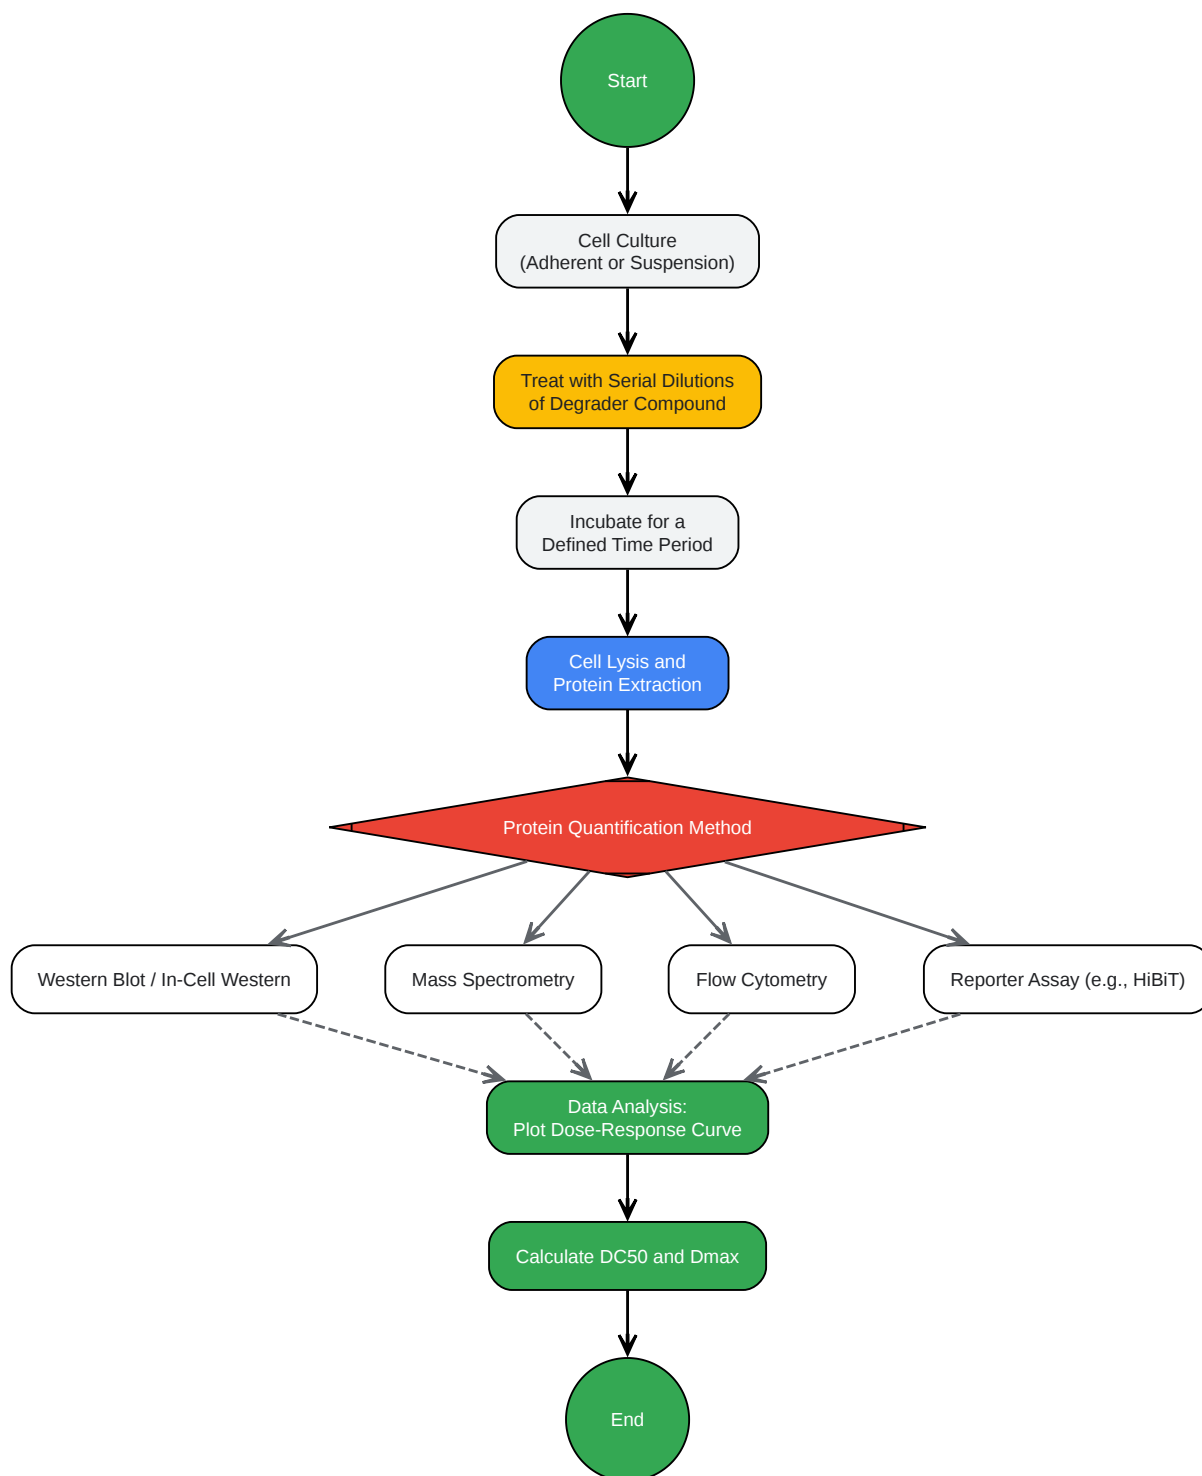 Start
Cell Culture
(Adherent or Suspension)
Treat with Serial Dilutions
of Degrader Compound
Incubate for a
Defined Time Period
Cell Lysis and
Protein Extraction
Protein Quantification Method
Western Blot / In-Cell Western
Mass Spectrometry
Flow Cytometry
Reporter Assay (e.g., HiBiT)
Data Analysis:
Plot Dose-Response Curve
Calculate DC50 and Dmax
End